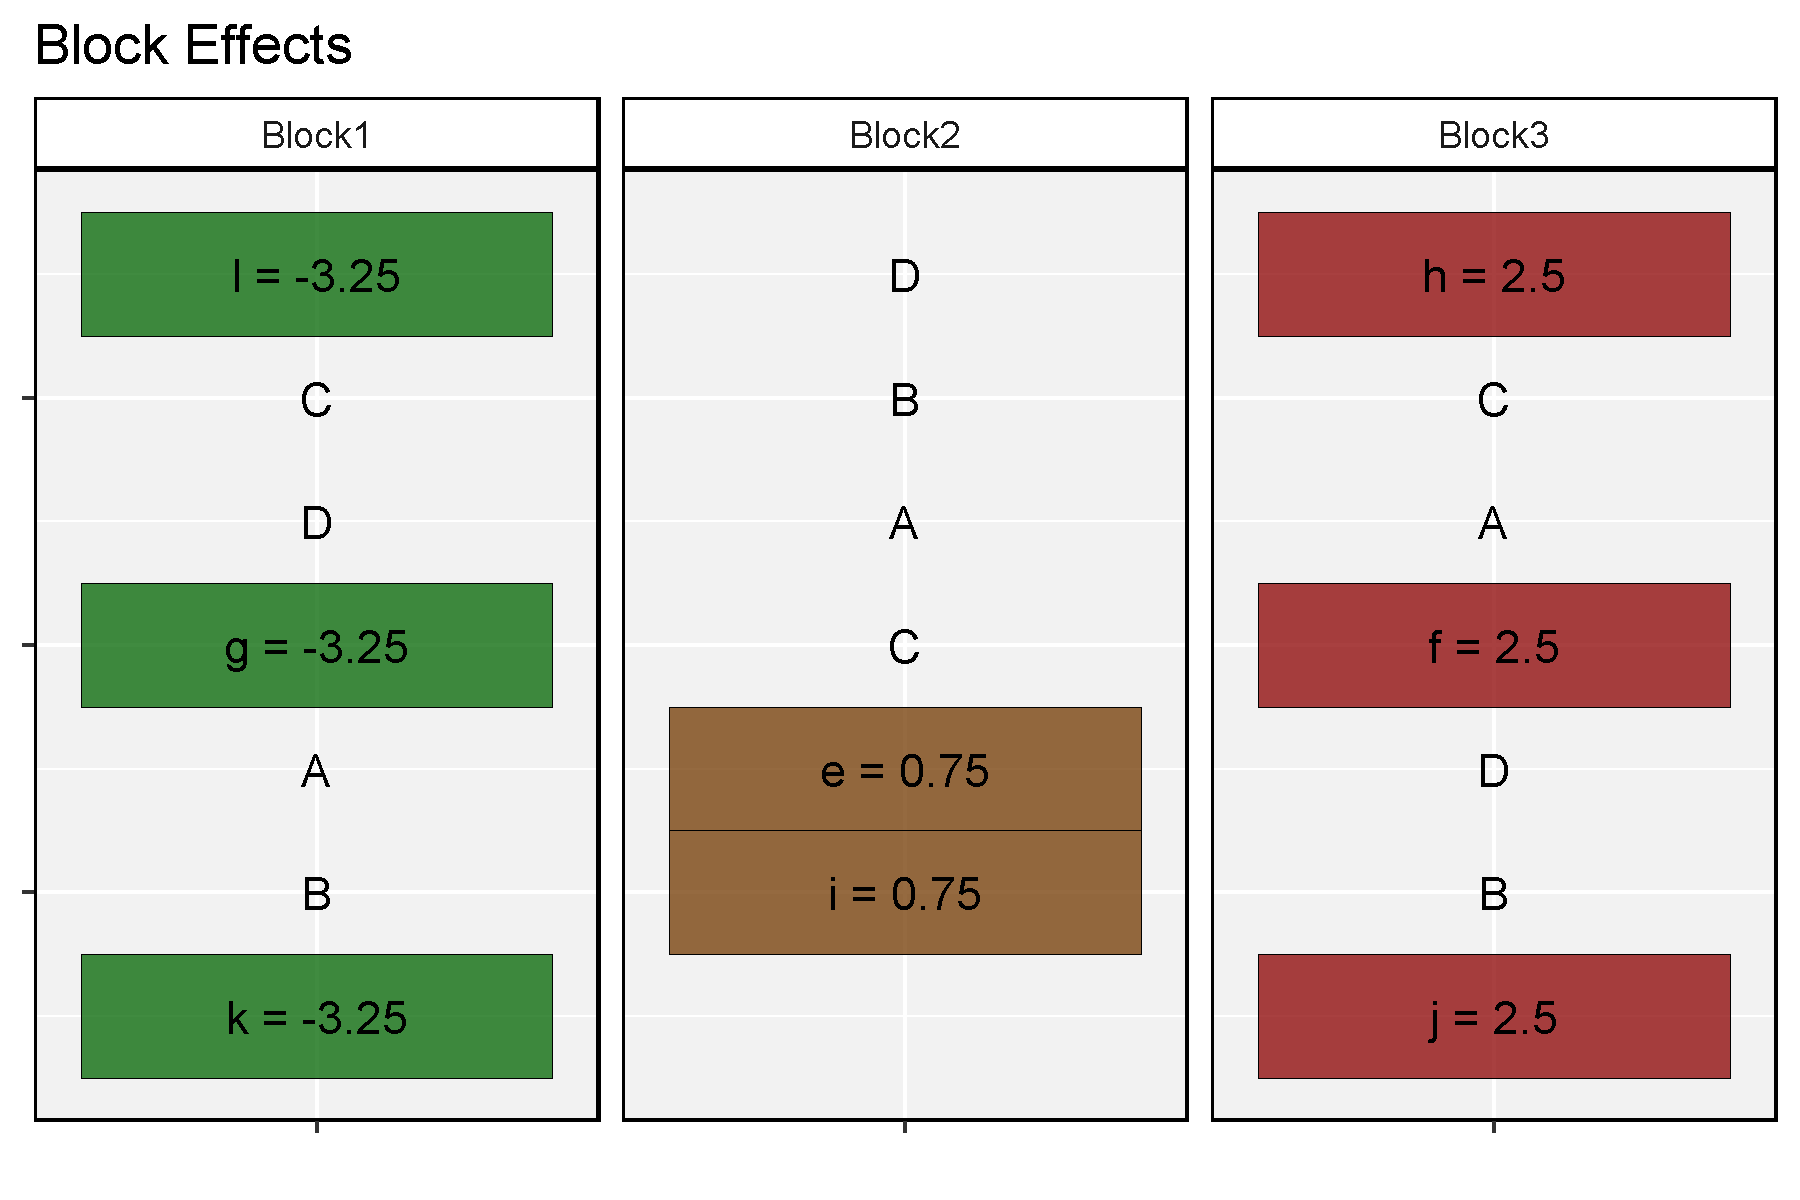 Block Effects
Block1
l = -3.25
C
D
g = -3.25
A
B
k = -3.25
Block2
D
B
A
C
e = 0.75
i = 0.75
Block3
h = 2.5
C
A
f = 2.5
D
B
j = 2.5